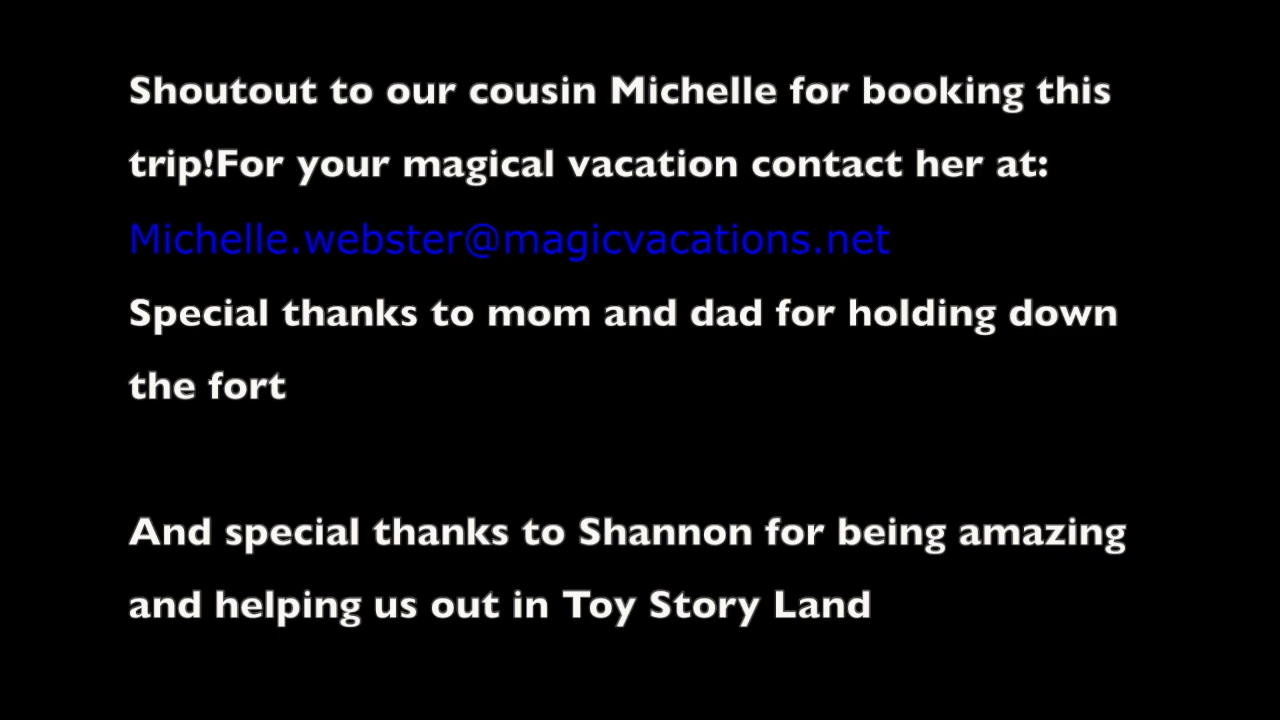 Shoutout to our cousin Michelle for booking this
trip!For your magical vacation contact her at:
Michelle.webster@magicvacations.net
Special thanks to mom and dad for holding down
the fort
And special thanks to Shannon for being amazing
and helping us out in Toy Story Land